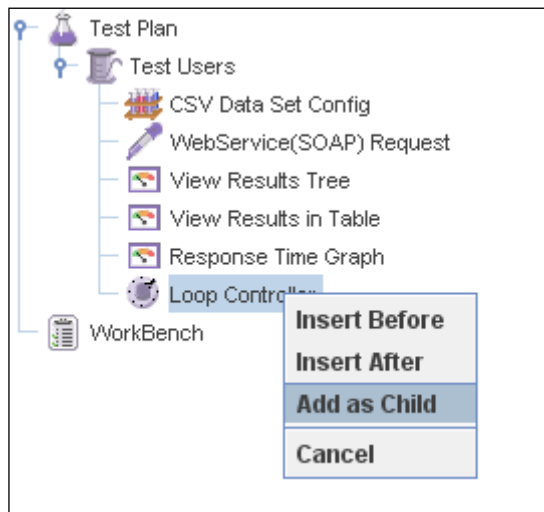 Test Plan
Test Users
CSV Data Set Config
WebService(SOAP) Request
View Results Tree
View Results in Table
Response Time Graph
Loop Controller
WorkBench
Insert Before
Insert After
Add as Child
Cancel